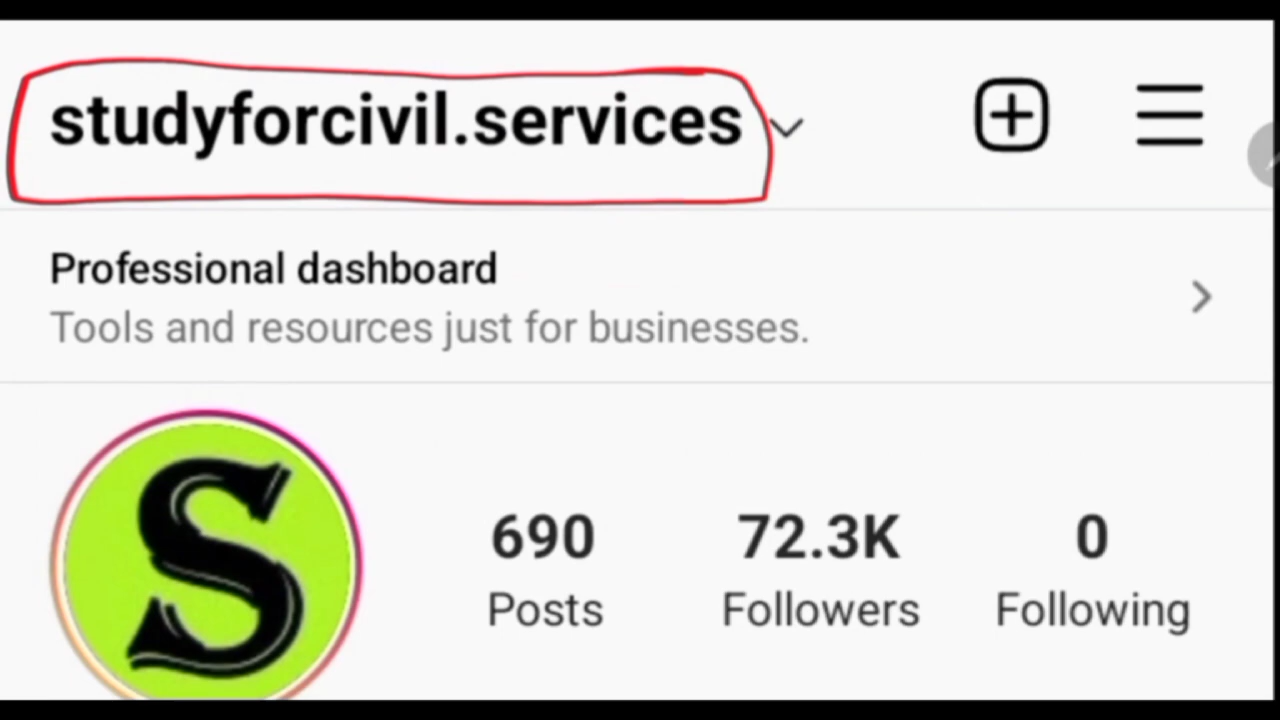 studyforcivil.services
Professional dashboard
Tools and resources just for businesses.
S
690 72.3K 0
Posts Followers Following